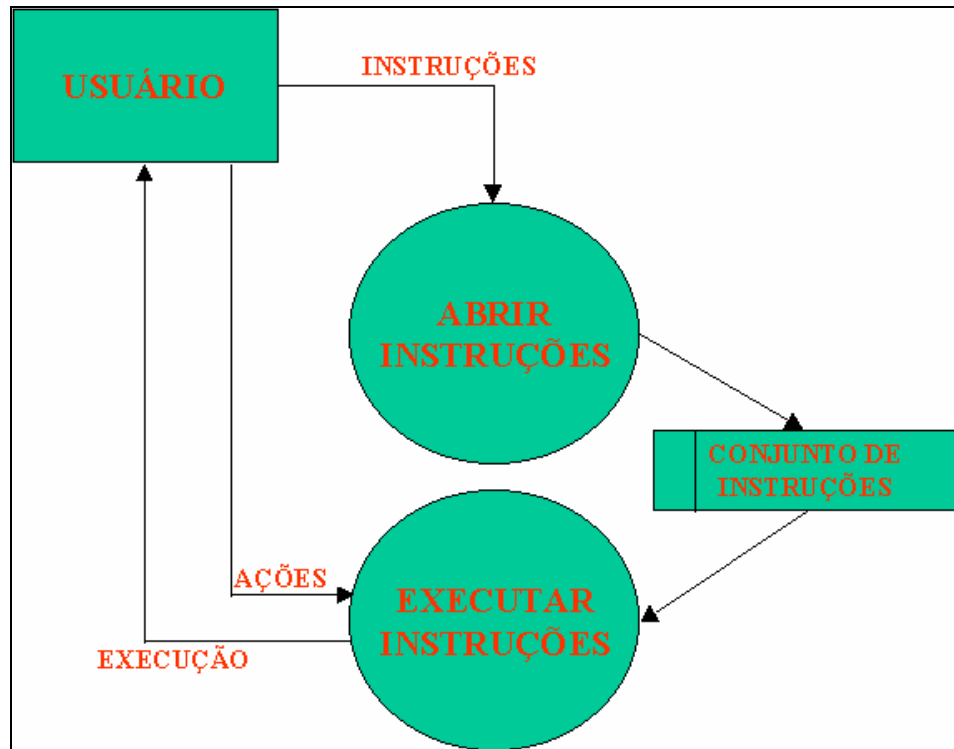 USUÁRIO
INSTRUÇÕES
ABRIR
INSTRUÇÕES
CONJUNTO DE
INSTRUÇÕES
AÇÕES
EXECUTAR
INSTRUÇÕES
EXECUÇÃO